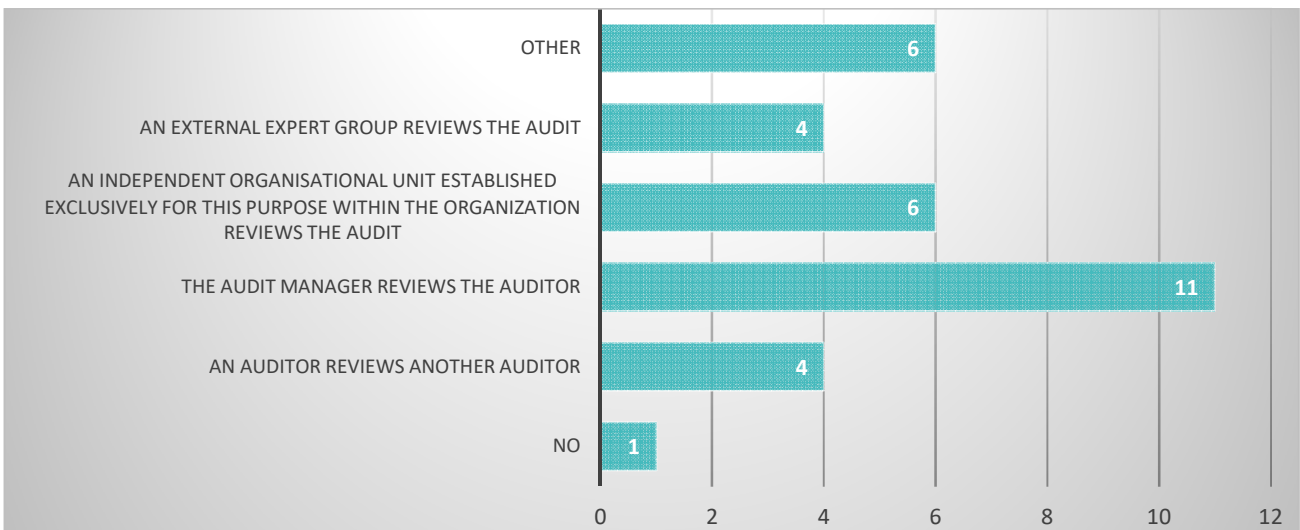 OTHER
6
AN EXTERNAL EXPERT GROUP REVIEWS THE AUDIT
4
AN INDEPENDENT ORGANISATIONAL UNIT ESTABLISHED
EXCLUSIVELY FOR THIS PURPOSE WITHIN THE ORGANIZATION
REVIEWS THE AUDIT
6
THE AUDIT MANAGER REVIEWS THE AUDITOR
11
AN AUDITOR REVIEWS ANOTHER AUDITOR
4
NO
1
0 2 4 6 8 10 12